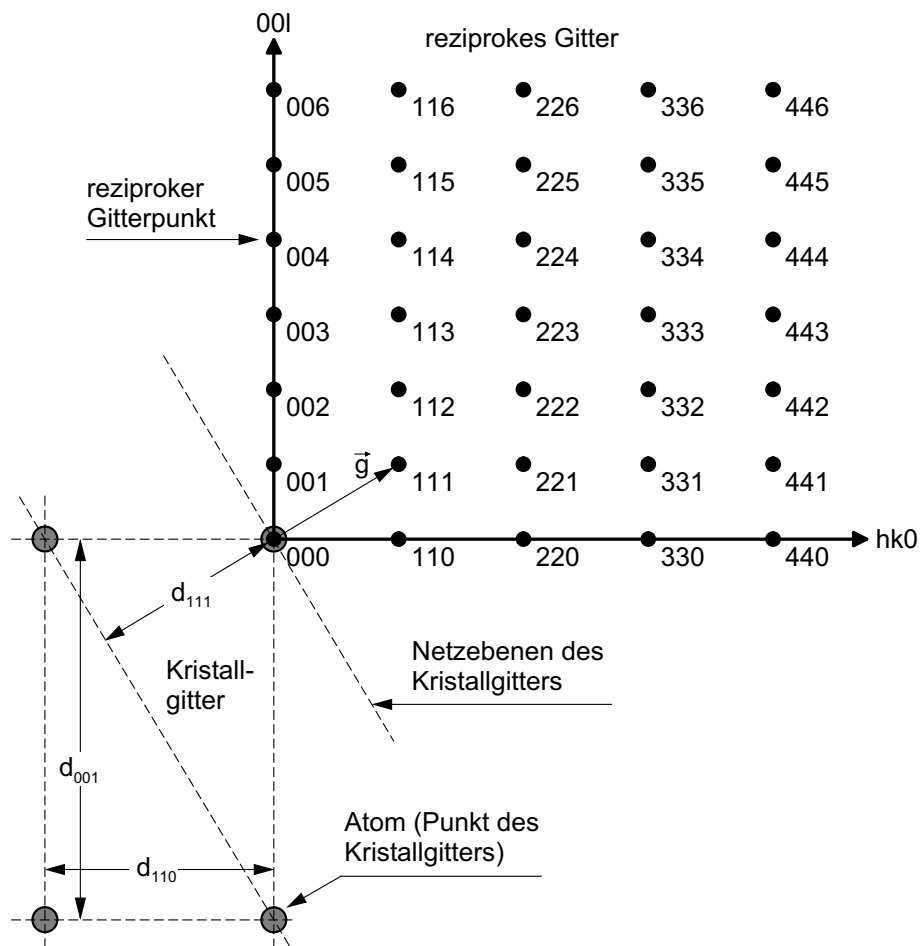 00l
reziprokes Gitter
006 116 226 336 446
005 115 225 335 445
reziproker
Gitterpunkt
004 114 224 334 444
003 113 223 333 443
002 112 222 332 442
g⃗
001 111 221 331 441
000 110 220 330 440
hk0
d₁₁₁
Kristall-
gitter
Netzebenen des
Kristallgitters
d₀₀₁
Atom (Punkt des
Kristallgitters)
d₁₁₀